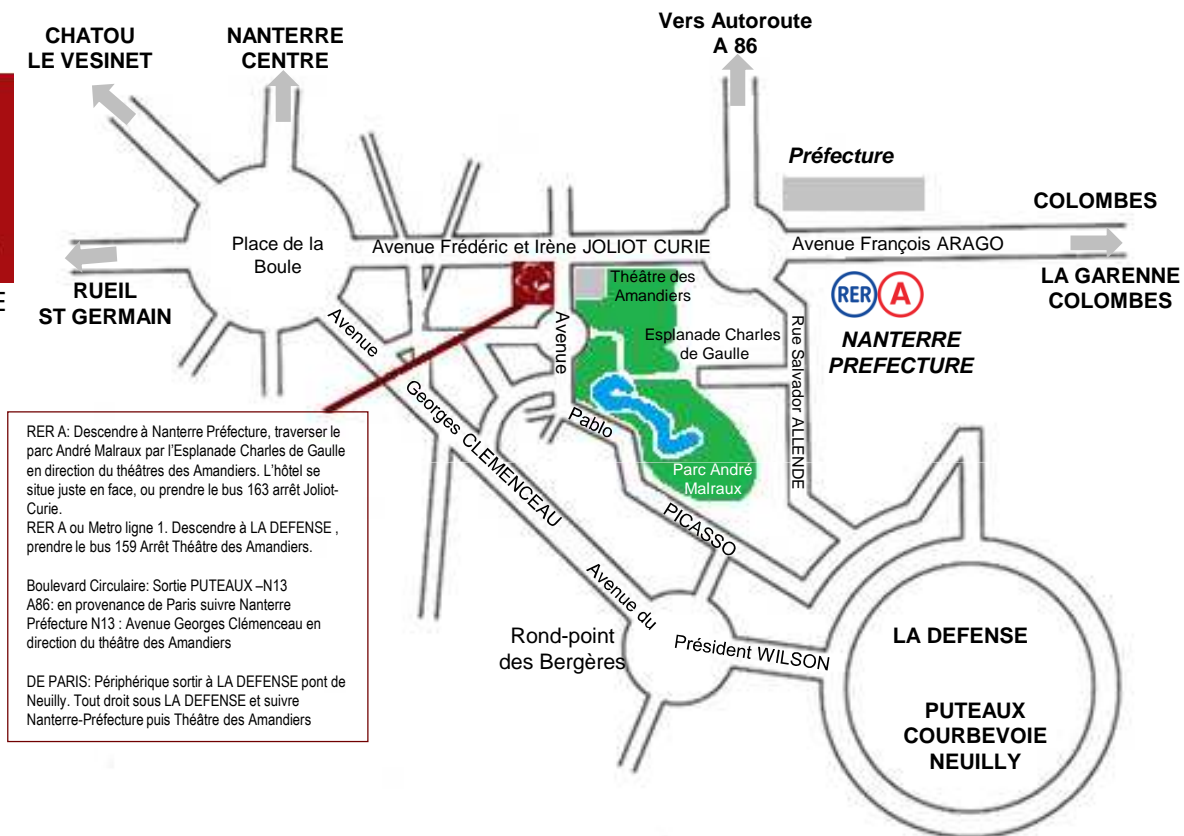 CHATOU
LE VESINET
NANTERRE
CENTRE
Vers Autoroute
A 86
Préfecture
COLOMBES
Place de la
Boule
Avenue Frédéric et Irène JOLIOT CURIE
Avenue François ARAGO
RUEIL
ST GERMAIN
E
Théâtre des
Amandiers
RER A
LA GARENNE
COLOMBES
NANTERRE
PREFECTURE
Esplanade Charles
de Gaulle
Rue Salvador ALLENDE
Avenue
Pablo
PICASSO
Parc André
Malraux
Avenue
Georges CLEMENCEAU
Avenue du
Président WILSON
Rond-point
des Bergères
LA DEFENSE
PUTEAUX
COURBEVOIE
NEUILLY
RER A: Descendre à Nanterre Préfecture, traverser le
parc André Malraux par l'Esplanade Charles de Gaulle
en direction du théâtres des Amandiers. L'hôtel se
situe juste en face, ou prendre le bus 163 arrêt Joliot-
Curie.
RER A ou Metro ligne 1. Descendre à LA DEFENSE ,
prendre le bus 159 Arrêt Théâtre des Amandiers.
Boulevard Circulaire: Sortie PUTEAUX –N13
A86: en provenance de Paris suivre Nanterre
Préfecture N13 : Avenue Georges Clémenceau en
direction du théâtre des Amandiers
DE PARIS: Périphérique sortir à LA DEFENSE pont de
Neuilly. Tout droit sous LA DEFENSE et suivre
Nanterre-Préfecture puis Théâtre des Amandiers